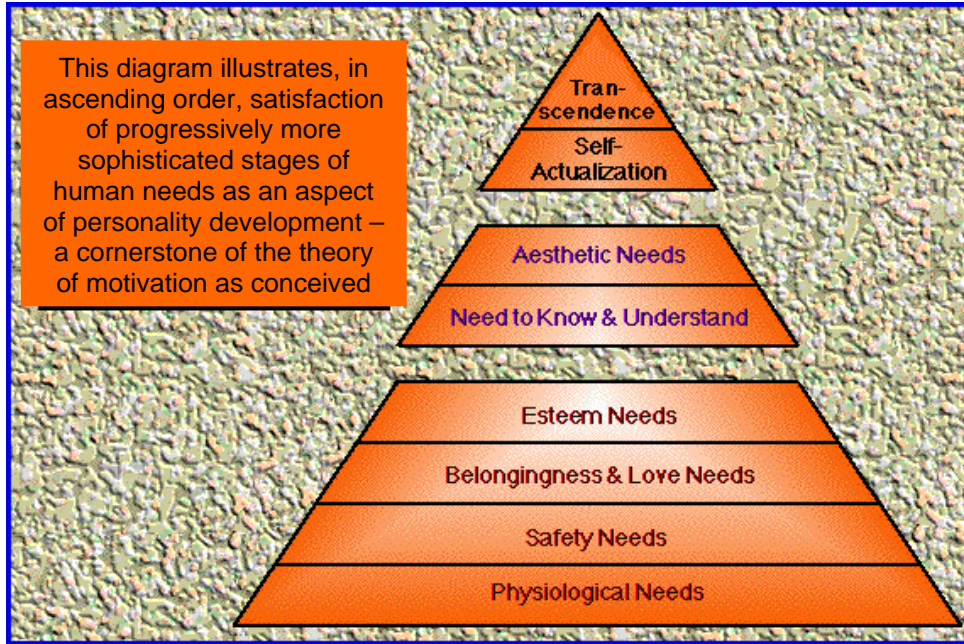 This diagram illustrates, in
ascending order, satisfaction
of progressively more
sophisticated stages of
human needs as an aspect
of personality development –
a cornerstone of the theory
of motivation as conceived
Tran-
scendence
Self-
Actualization
Aesthetic Needs
Need to Know & Understand
Esteem Needs
Belongingness & Love Needs
Safety Needs
Physiological Needs